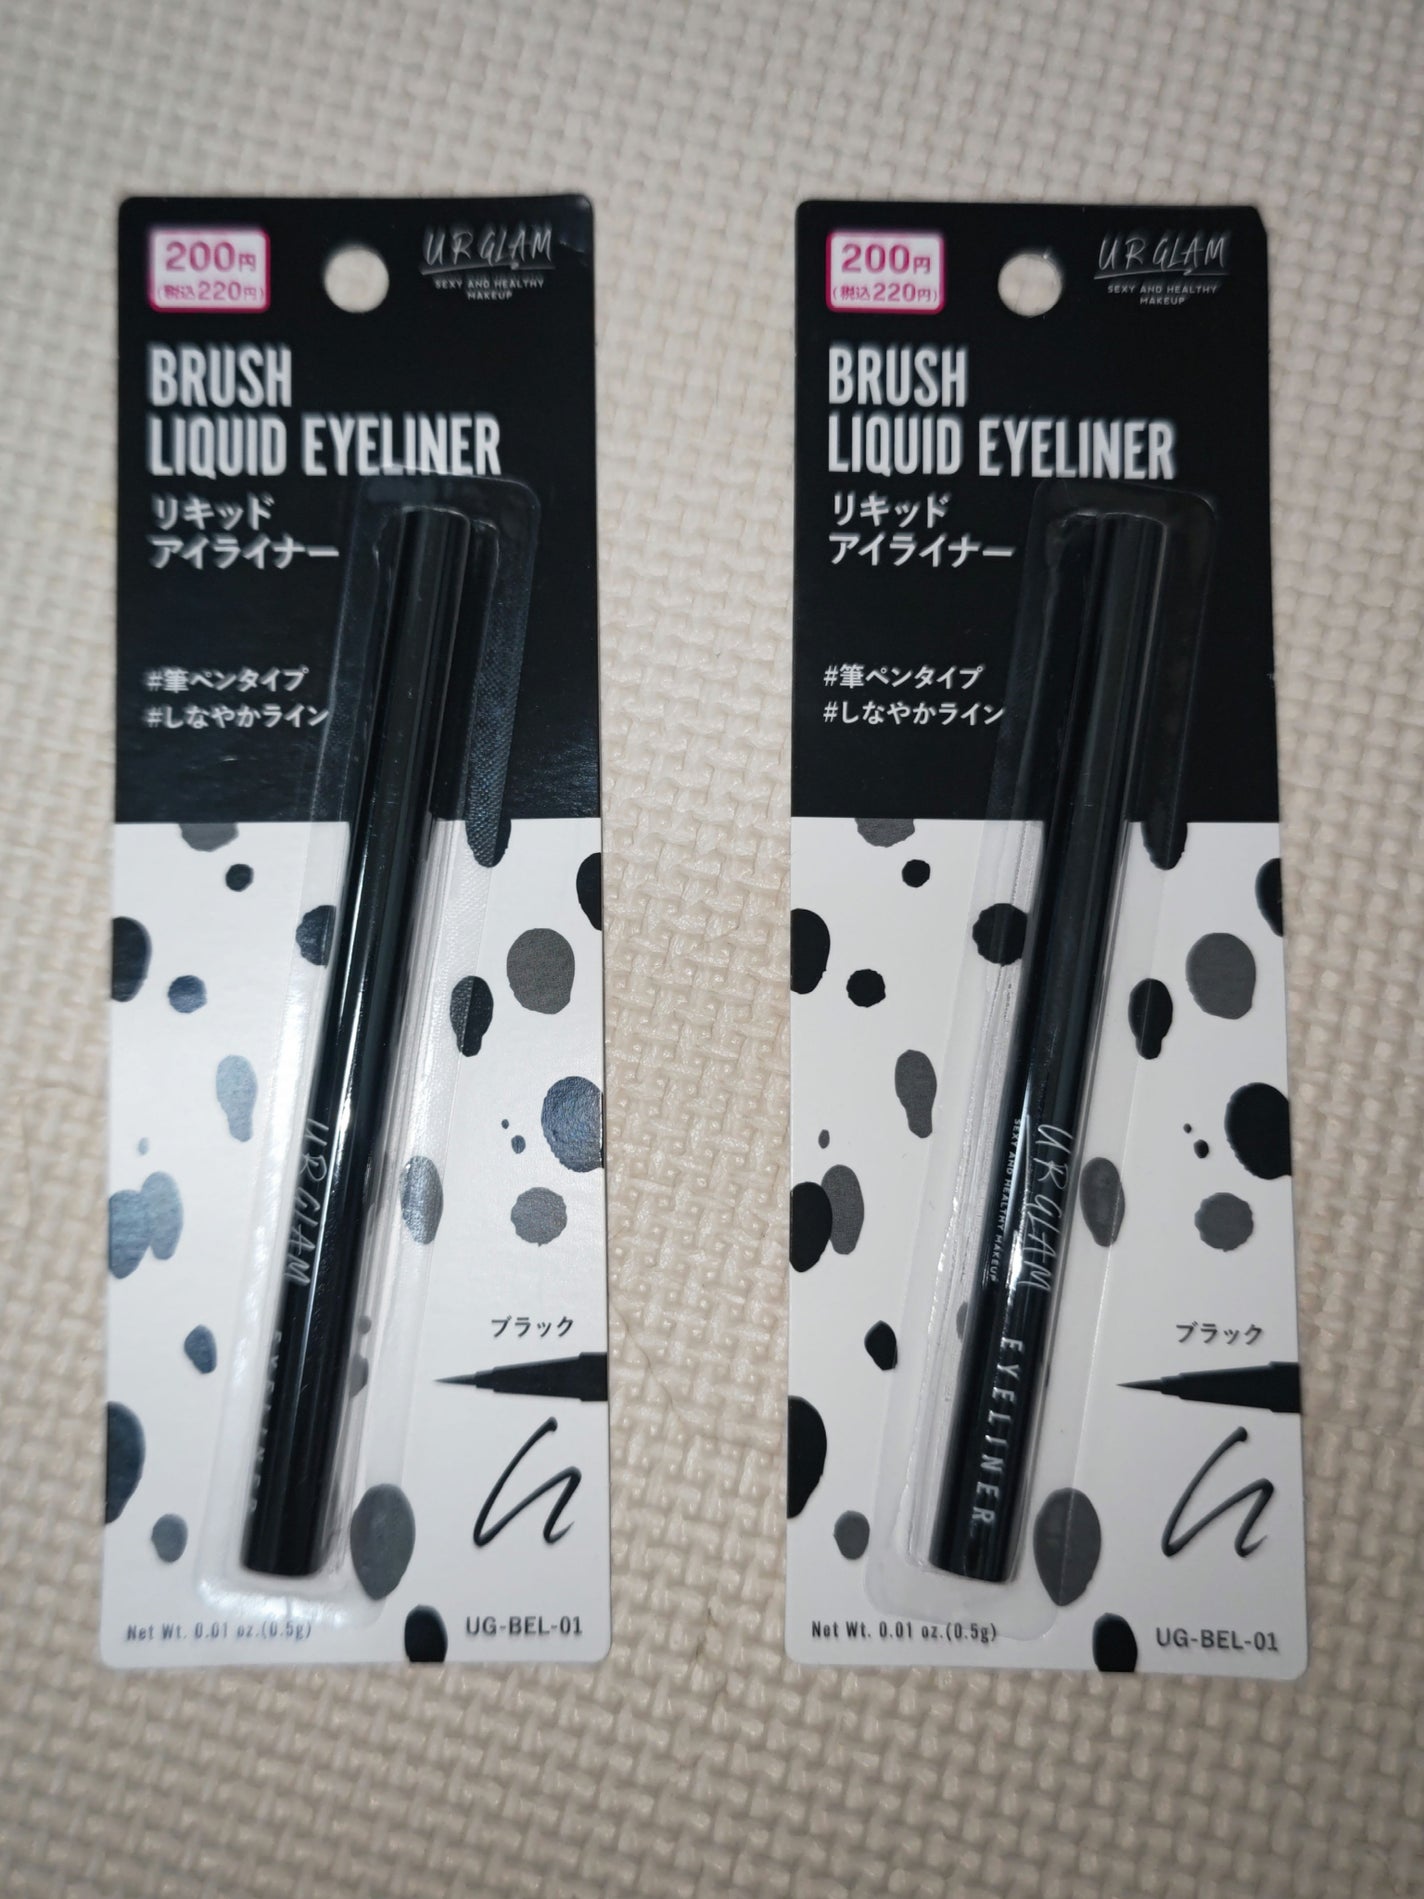 200円
(税込220円)
UR GLAM
SEXY AND HEALTHY
MAKEUP
BRUSH
LIQUID EYELINER
リキッド
アイライナー
#筆ペンタイプ
#しなやかライン
UR GLAM
EYELINER
ブラック
Net Wt. 0.01 oz.(0.5g)
UG-BEL-01
200円
(税込220円)
UR GLAM
SEXY AND HEALTHY
MAKEUP
BRUSH
LIQUID EYELINER
リキッド
アイライナー
#筆ペンタイプ
#しなやかライン
UR GLAM
SEXY AND HEALTHY MAKEUP
EYELINER
ブラック
Net Wt. 0.01 oz.(0.5g)
UG-BEL-01